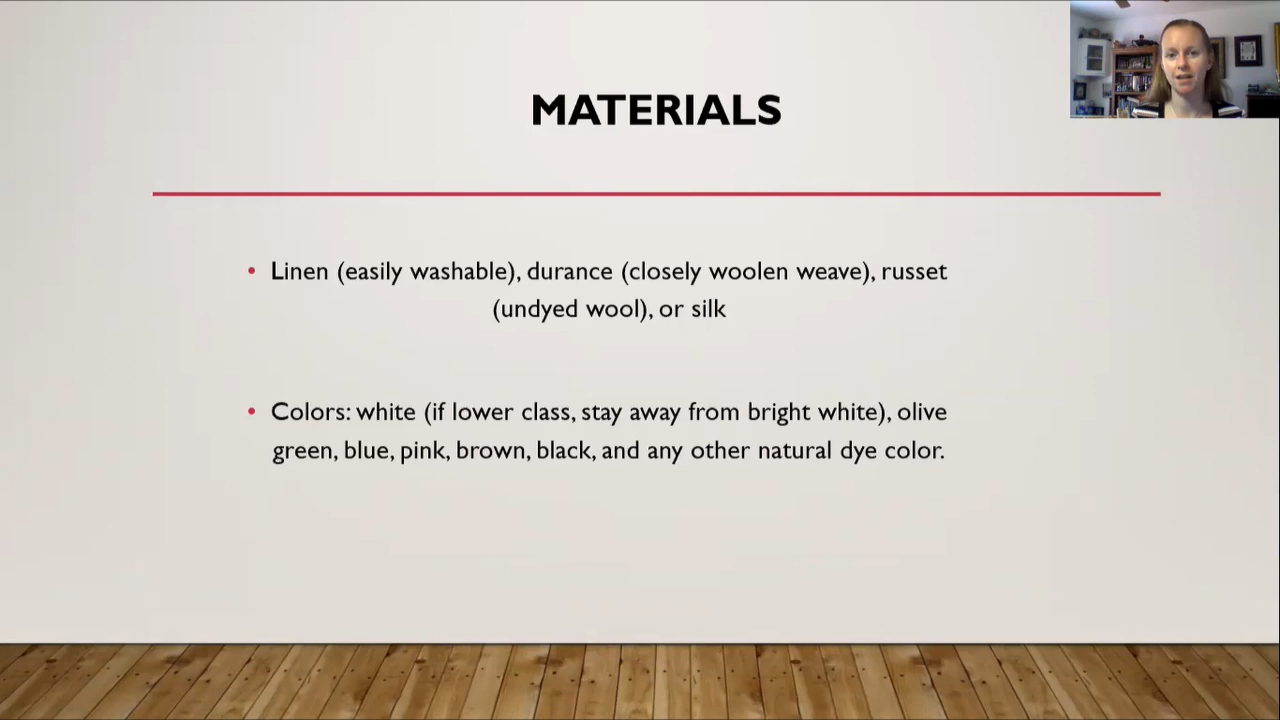 MATERIALS
• Linen (easily washable), durance (closely woolen weave), russet
(undyed wool), or silk
• Colors: white (if lower class, stay away from bright white), olive
green, blue, pink, brown, black, and any other natural dye color.